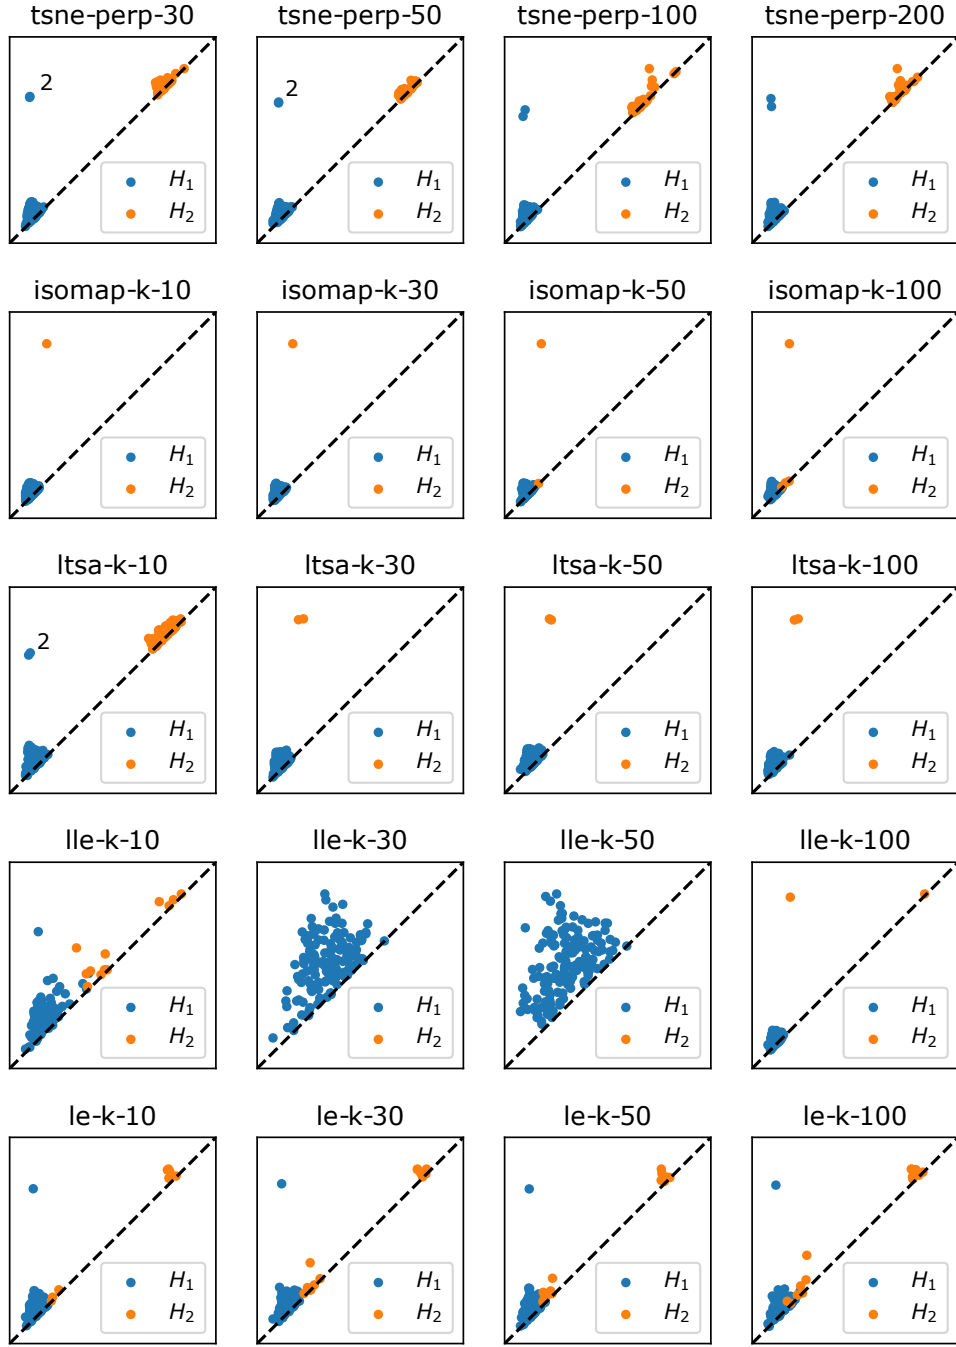 tsne-perp-30 tsne-perp-50 tsne-perp-100 tsne-perp-200
2 2
H₁ H₁ H₁ H₁
H₂ H₂ H₂ H₂
isomap-k-10 isomap-k-30 isomap-k-50 isomap-k-100
H₁ H₁ H₁ H₁
H₂ H₂ H₂ H₂
ltsa-k-10 ltsa-k-30 ltsa-k-50 ltsa-k-100
2
H₁ H₁ H₁ H₁
H₂ H₂ H₂ H₂
lle-k-10 lle-k-30 lle-k-50 lle-k-100
H₁ H₁ H₁ H₁
H₂ H₂ H₂ H₂
le-k-10 le-k-30 le-k-50 le-k-100
H₁ H₁ H₁ H₁
H₂ H₂ H₂ H₂